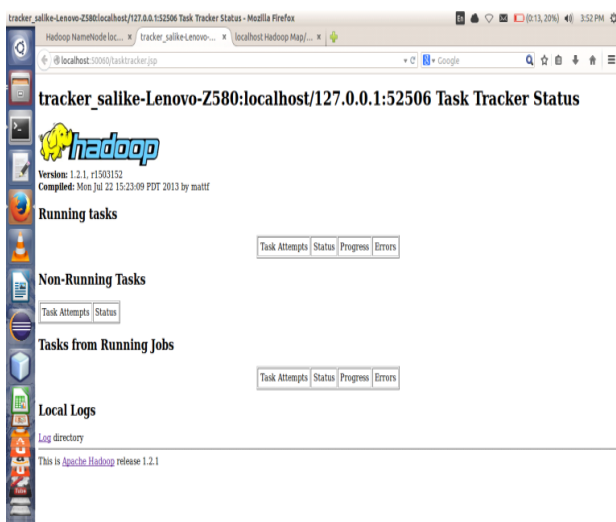 tracker_salike-Lenovo-Z580:localhost/127.0.0.1:52506 Task Tracker Status - Mozilla Firefox
En (0:13, 20%) 3:52 PM
Hadoop NameNode loc... x tracker_salike-Lenovo-... x localhost Hadoop Map/... x
localhost:50060/tasktracker.jsp Google
tracker_salike-Lenovo-Z580:localhost/127.0.0.1:52506 Task Tracker Status
hadoop
Version: 1.2.1, r1503152
Compiled: Mon Jul 22 15:23:09 PDT 2013 by mattf
Running tasks
Task Attempts Status Progress Errors
Non-Running Tasks
Task Attempts Status
Tasks from Running Jobs
Task Attempts Status Progress Errors
Local Logs
Log directory
This is Apache Hadoop release 1.2.1